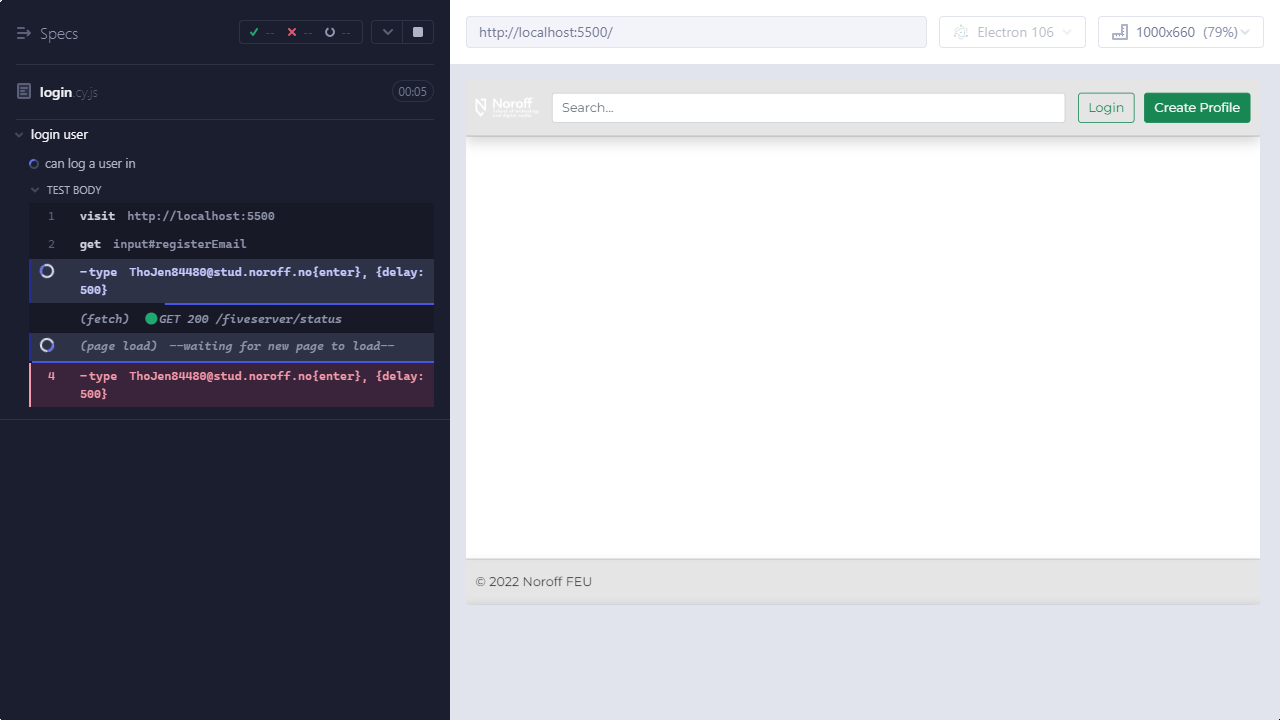 Specs
-- -- --
login.cy.js
00:05
login user
can log a user in
TEST BODY
1 visit http://localhost:5500
2 get input#registerEmail
-type ThoJen84480@stud.noroff.no{enter}, {delay:
500}
(fetch) GET 200 /fiveserver/status
(page load) --waiting for new page to load--
4 -type ThoJen84480@stud.noroff.no{enter}, {delay:
500}
http://localhost:5500/
Electron 106
1000x660 (79%)
Noroff
Search...
Login
Create Profile
© 2022 Noroff FEU